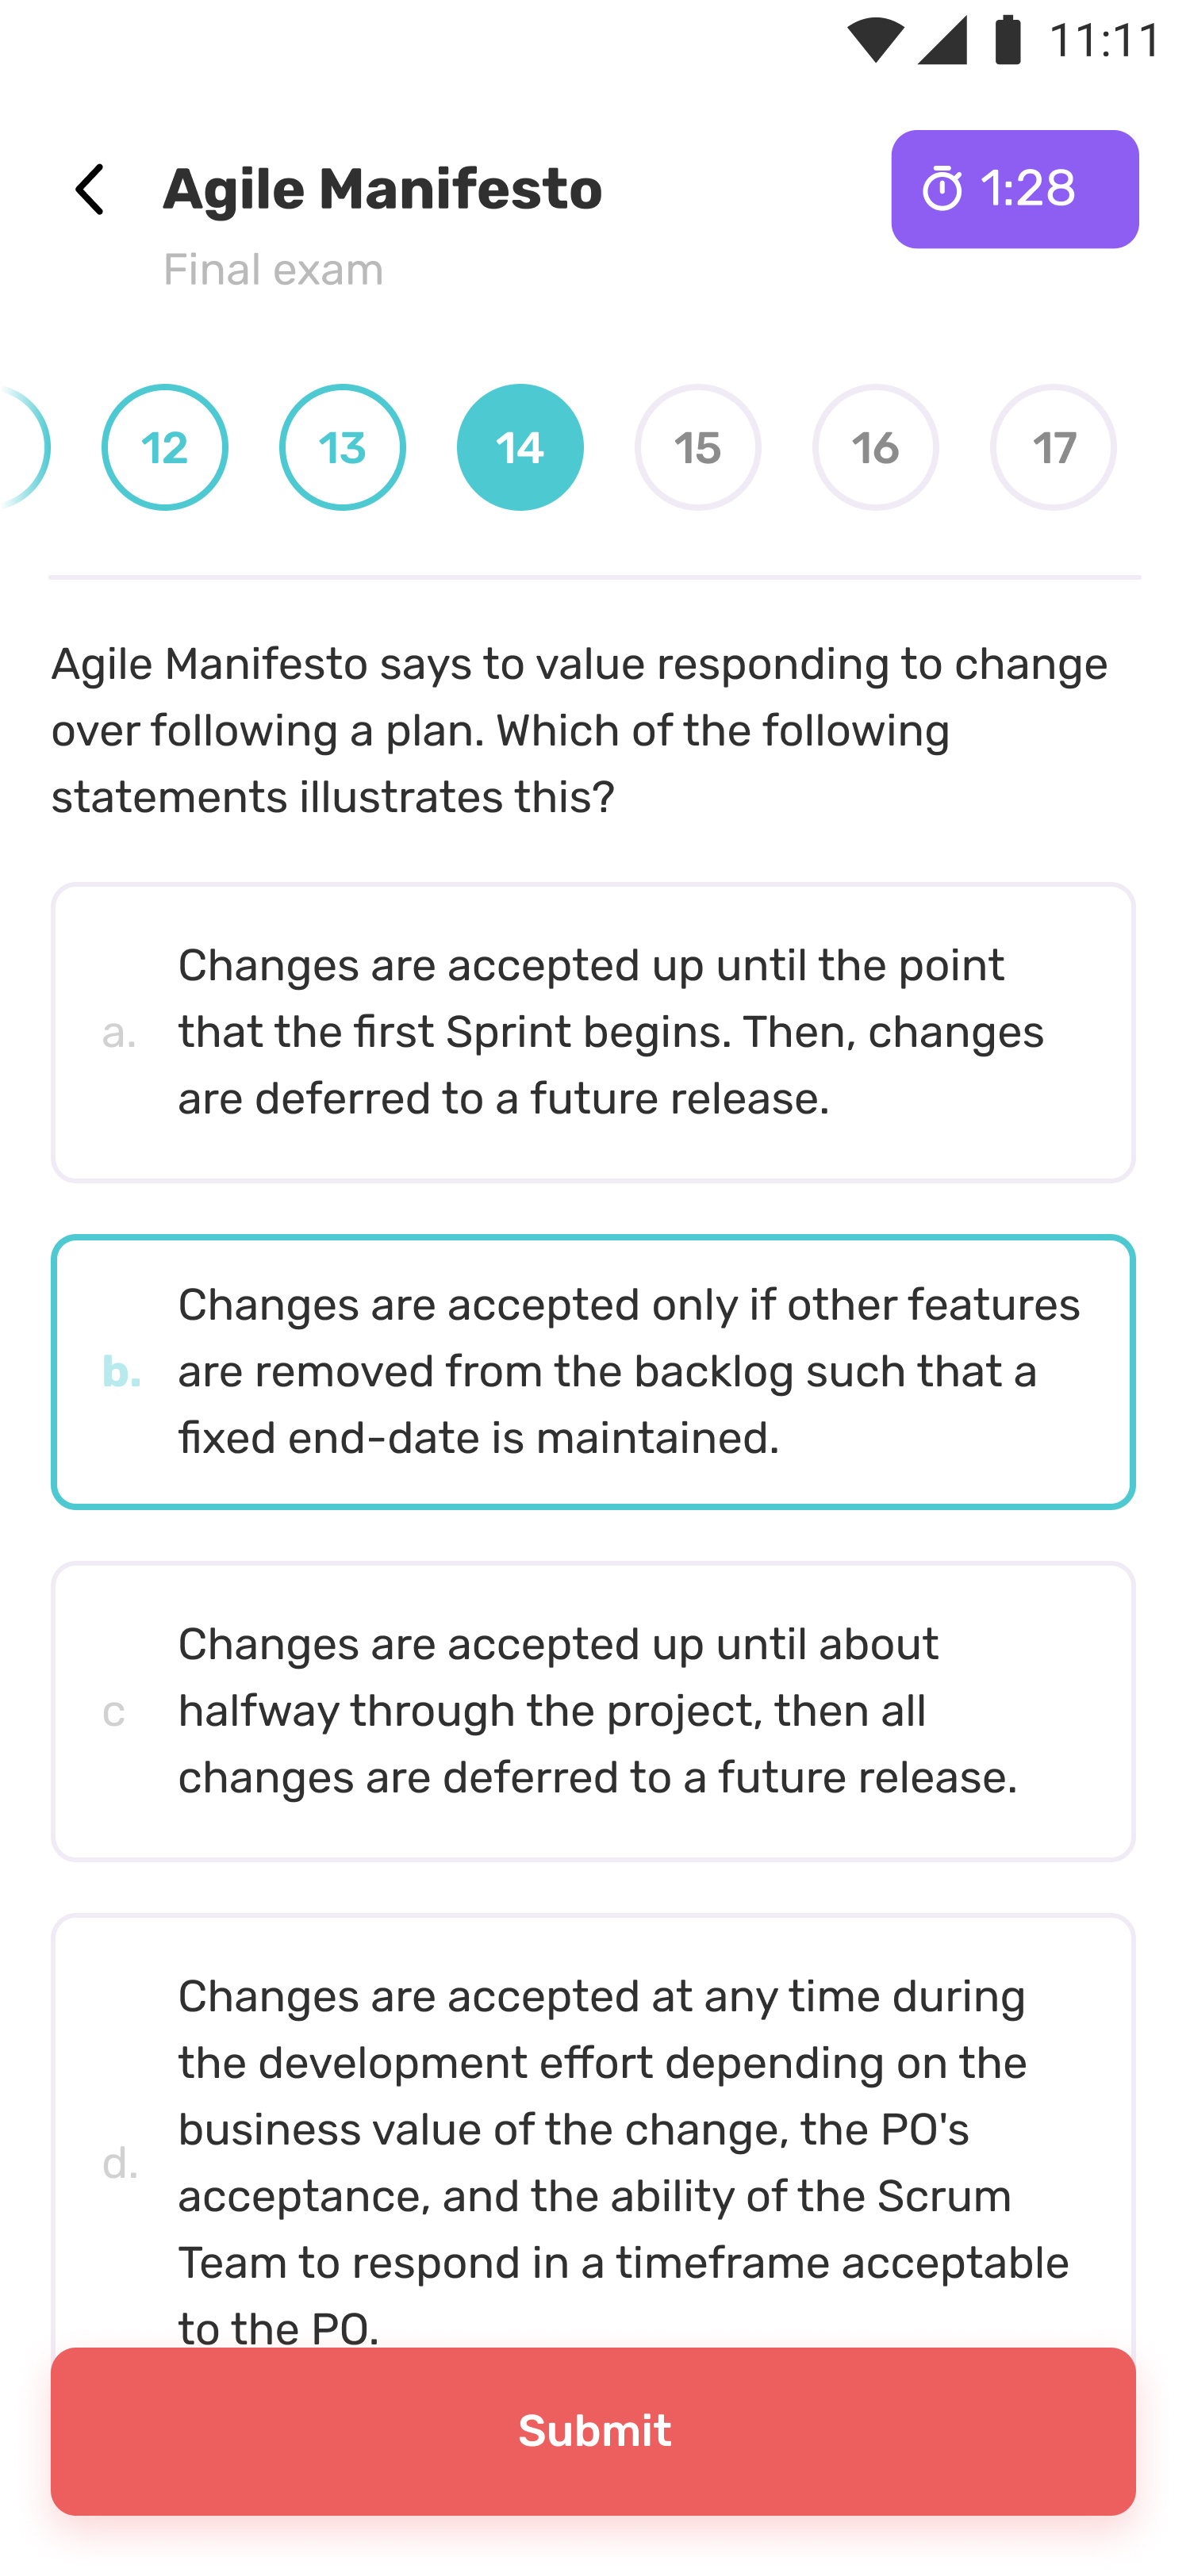 11:11
Agile Manifesto
1:28
Final exam
12 13 14 15 16 17
Agile Manifesto says to value responding to change
over following a plan. Which of the following
statements illustrates this?
Changes are accepted up until the point
a. that the first Sprint begins. Then, changes
are deferred to a future release.
Changes are accepted only if other features
b. are removed from the backlog such that a
fixed end-date is maintained.
Changes are accepted up until about
c halfway through the project, then all
changes are deferred to a future release.
Changes are accepted at any time during
the development effort depending on the
business value of the change, the PO's
d.
acceptance, and the ability of the Scrum
Team to respond in a timeframe acceptable
to the PO.
Submit